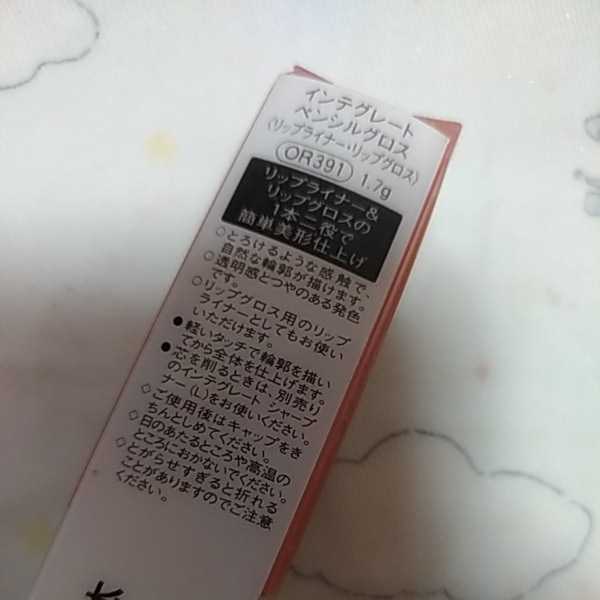 インテグレート
ペンシルグロス
〈リップライナー・リップグロス〉
OR391 1.7g
リップライナー&
リップグロスの
1本二役で
簡単美形仕上げ
○とろけるような感触で、
自然な輪郭が描けます。
○透明感とつやのある発色
です。
○リップグロス用のリップ
ライナーとしてもお使い
いただけます。
●軽いタッチで輪郭を描い
てから全体を仕上げます。
●芯を削るときは、別売り
のインテグレート シャープ
ナー(L)をお使いください。
◇ご使用後はキャップをき
ちんとしめてください。
◇日のあたるところや高温の
ところにおかないでください。
◇とがらせすぎると折れる
ことがありますのでご注意
ください。